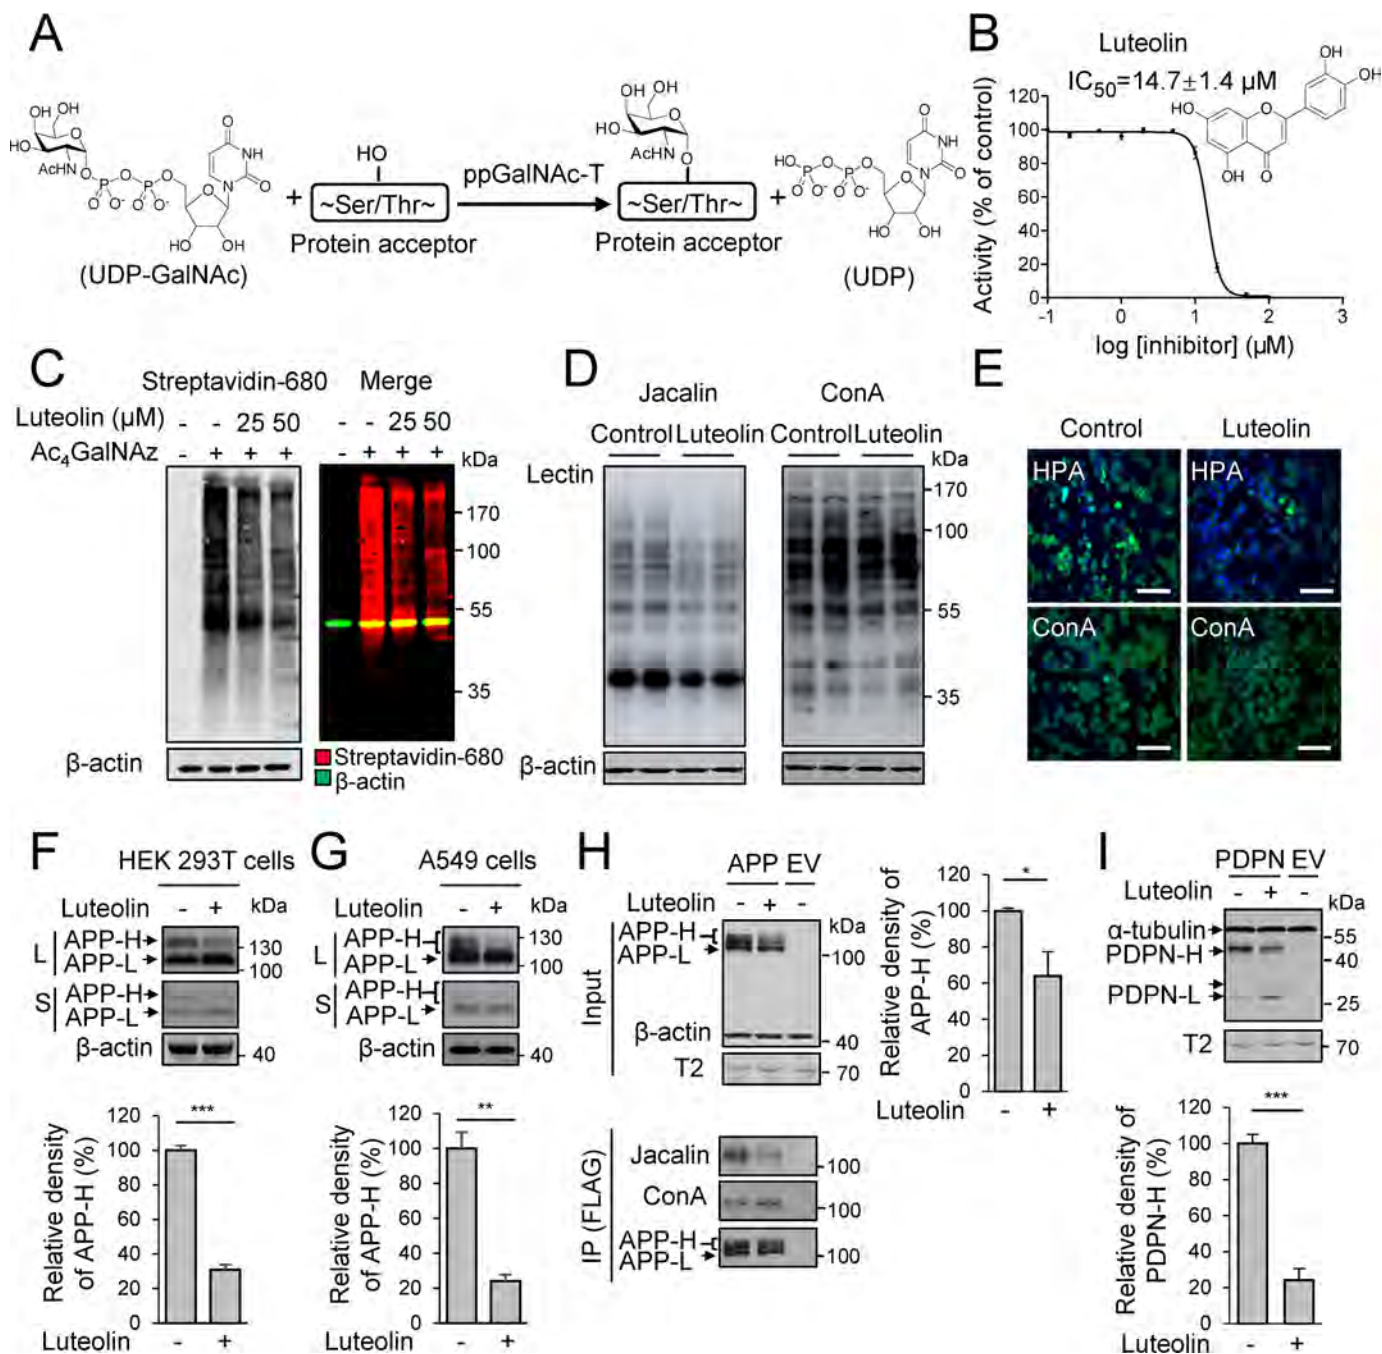 A
HO
OH
O
HO
AcHN
O
O
P
O
P
O
O
O-
O
O-
O
N
NH
O
O
OH OH
(UDP-GalNAc)
+
HO
~Ser/Thr~
Protein acceptor
ppGalNAc-T
HO
OH
O
HO
AcHN
O
~Ser/Thr~
Protein acceptor
+
HO
P
O
P
O
O
O-
O
O-
O
N
NH
O
O
OH OH
(UDP)
B
Luteolin
IC50=14.7±1.4 µM
OH
OH
HO
O
OH
O
Activity (% of control)
120
100
80
60
40
20
0
-1 0 1 2 3
log [inhibitor] (µM)
C
Streptavidin-680 Merge
Luteolin (µM) - - 25 50 - - 25 50
Ac4GalNAz - + + + - + + +
kDa
170
100
55
35
β-actin
Streptavidin-680
β-actin
D
Jacalin ConA
Control Luteolin Control Luteolin
Lectin
kDa
170
100
55
35
β-actin
E
Control Luteolin
HPA HPA
ConA ConA
F
HEK 293T cells
Luteolin - + kDa
L APP-H 130
APP-L 100
S APP-H
APP-L
β-actin 40
Relative density
of APP-H (%)
120
100
80
60
40
20
0
***
Luteolin - +
G
A549 cells
Luteolin - + kDa
L APP-H 130
APP-L 100
S APP-H
APP-L
β-actin 40
Relative density
of APP-H (%)
120
100
80
60
40
20
0
**
Luteolin - +
H
APP EV
Luteolin - + - kDa
Input
APP-H 130
APP-L 100
β-actin 40
T2 70
IP (FLAG)
Jacalin 100
ConA 100
APP-H
APP-L 100
Relative density of
APP-H (%)
120
100
80
60
40
20
0
*
Luteolin - +
I
PDPN EV
Luteolin - + - kDa
α-tubulin 55
PDPN-H 40
PDPN-L 25
T2 70
Relative density of
PDPN-H (%)
120
100
80
60
40
20
0
***
Luteolin - +